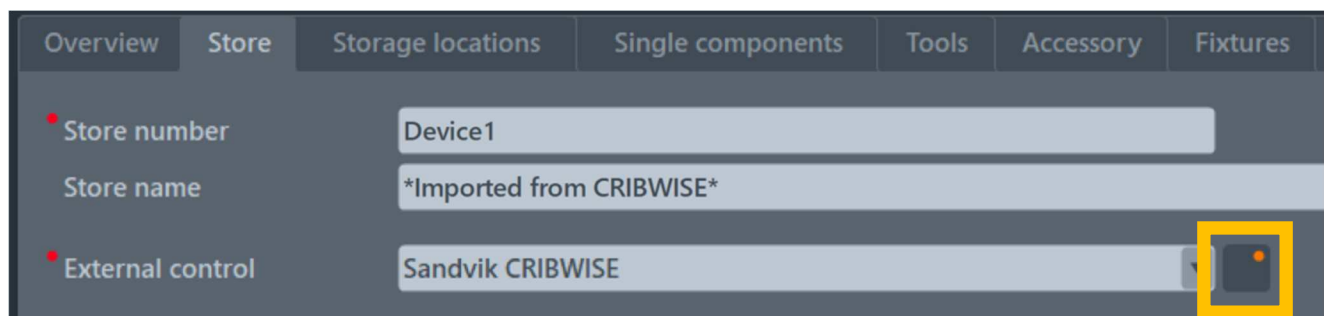 Overview Store Storage locations Single components Tools Accessory Fixtures
Store number Device1
Store name *Imported from CRIBWISE*
External control Sandvik CRIBWISE